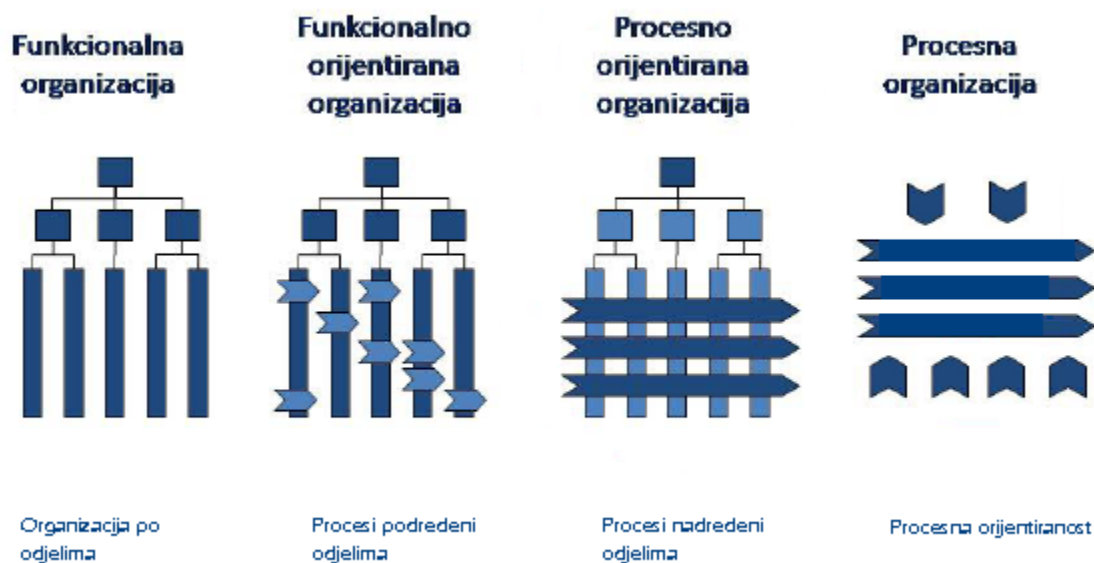 Funkcionalna
organizacija
Funkcionalno
orijentirana
organizacija
Procesno
orijentirana
organizacija
Procesna
organizacija
Organizacija po
odjelima
Procesi podređeni
odjelima
Procesi nadređeni
odjelima
Procesna orijentiranost